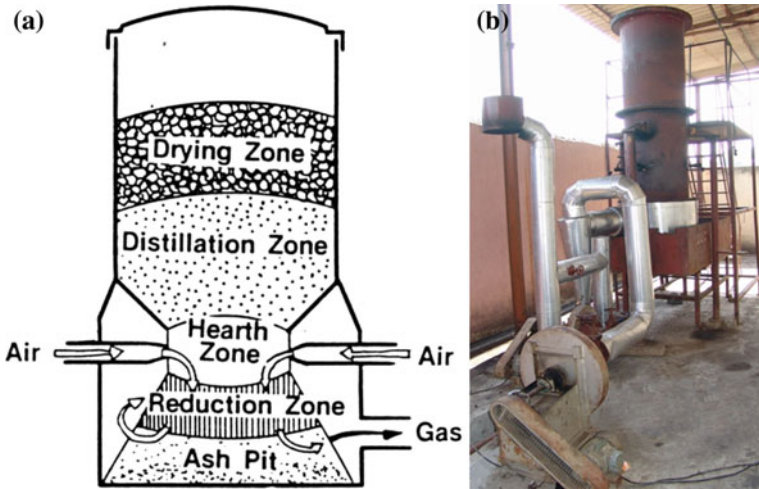 (a)
Drying Zone
Distillation Zone
Hearth
Zone
Air
Air
Reduction Zone
Gas
Ash Pit
(b)